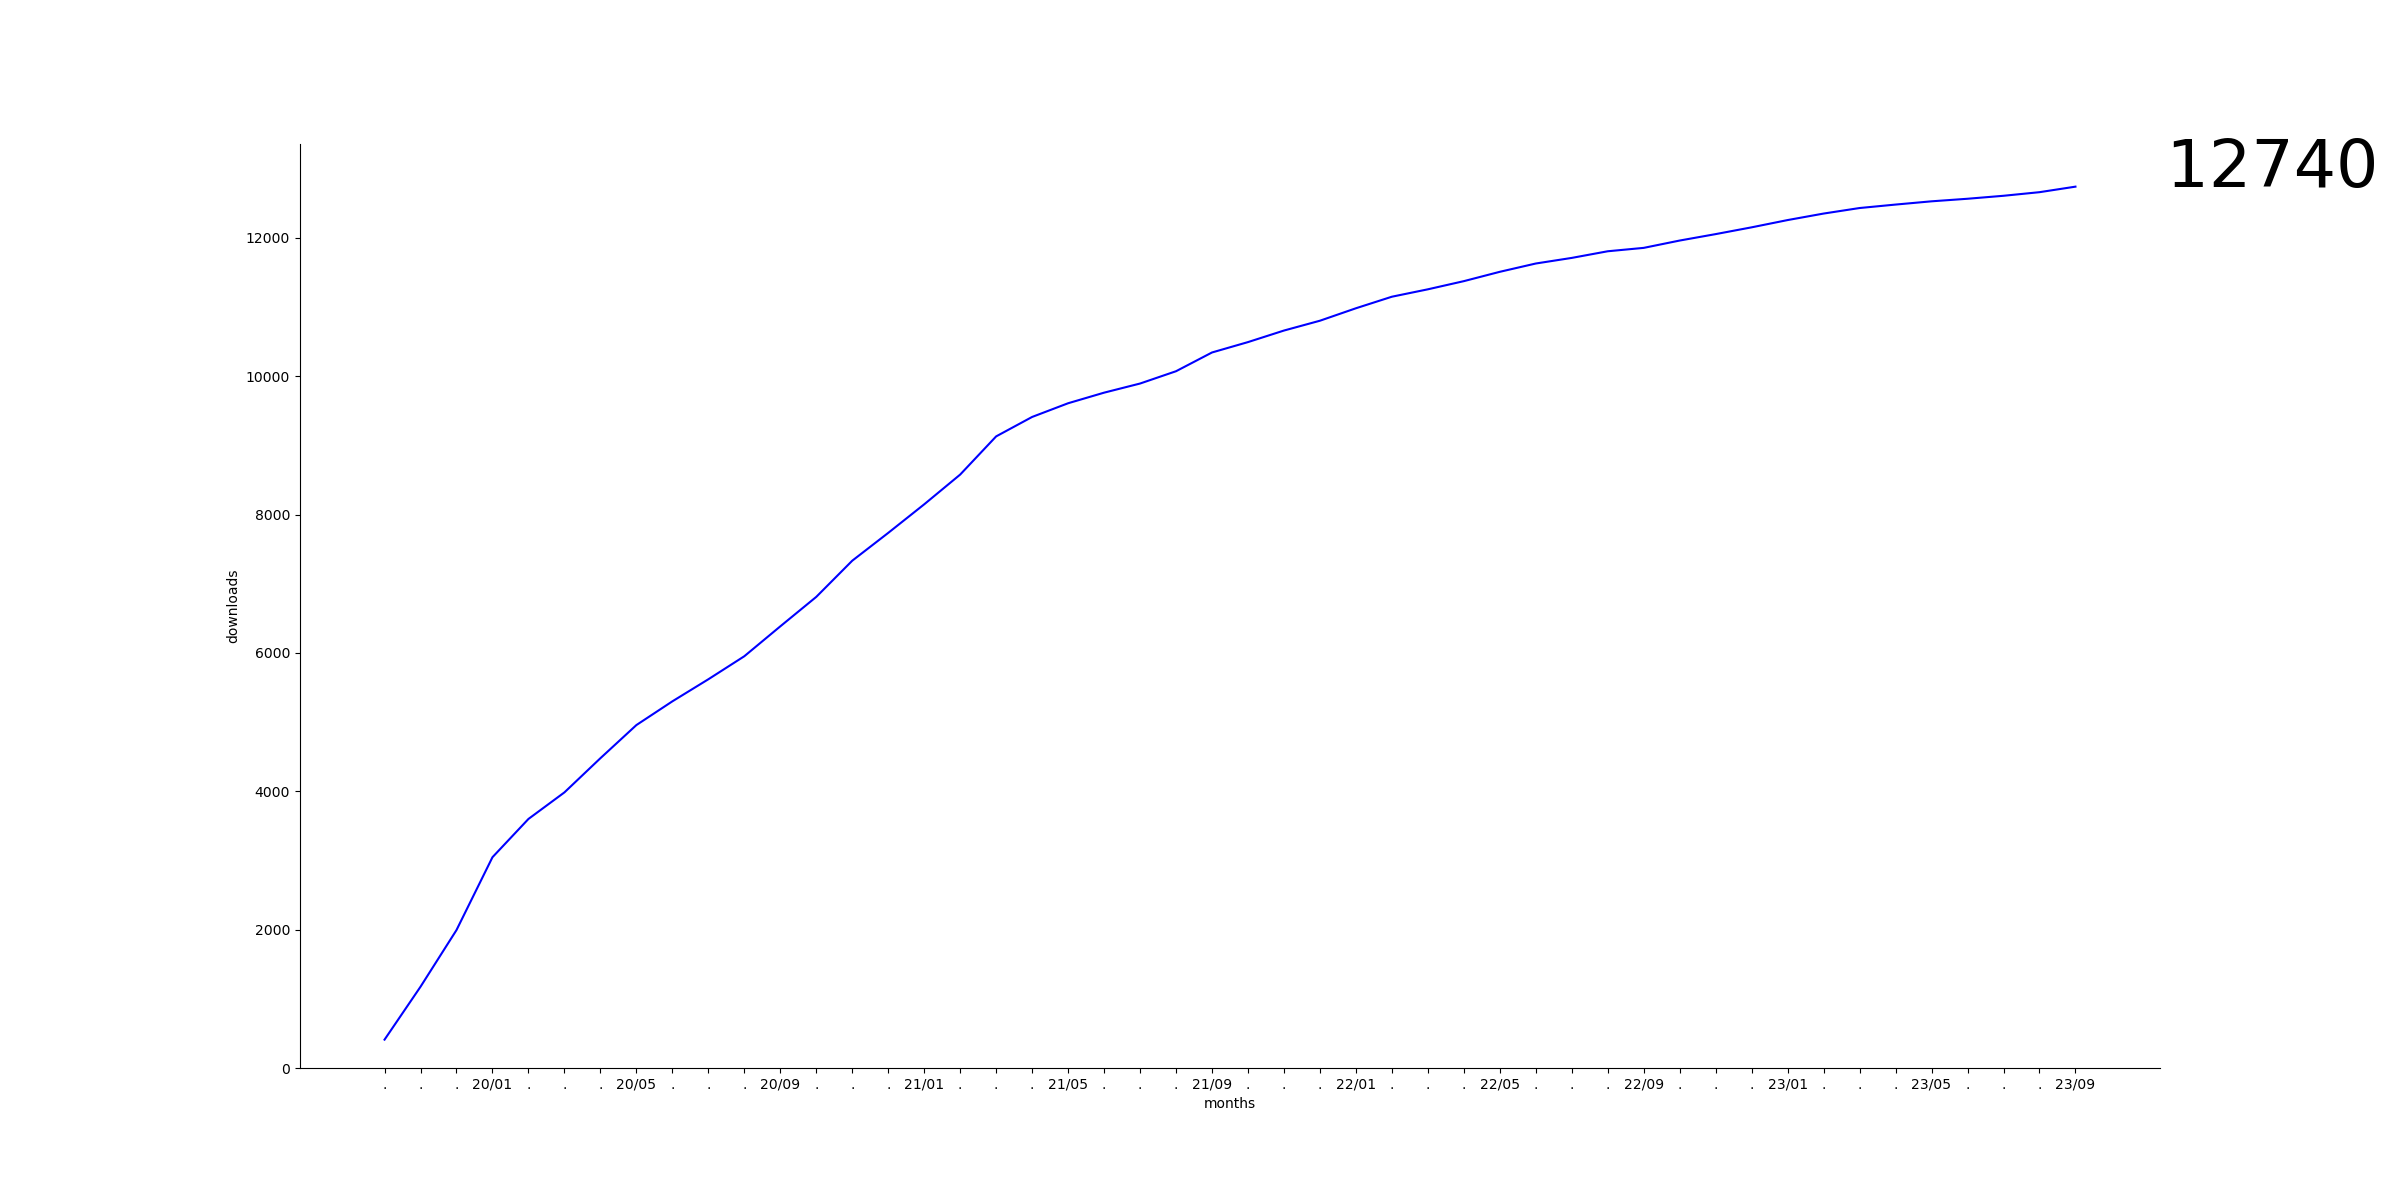 12740
12000
10000
8000
6000
4000
2000
0
downloads
. . . 20/01 . . . 20/05 . . . 20/09 . . . 21/01 . . . 21/05 . . . 21/09 . . . 22/01 . . . 22/05 . . . 22/09 . . . 23/01 . . . 23/05 . . . 23/09
months